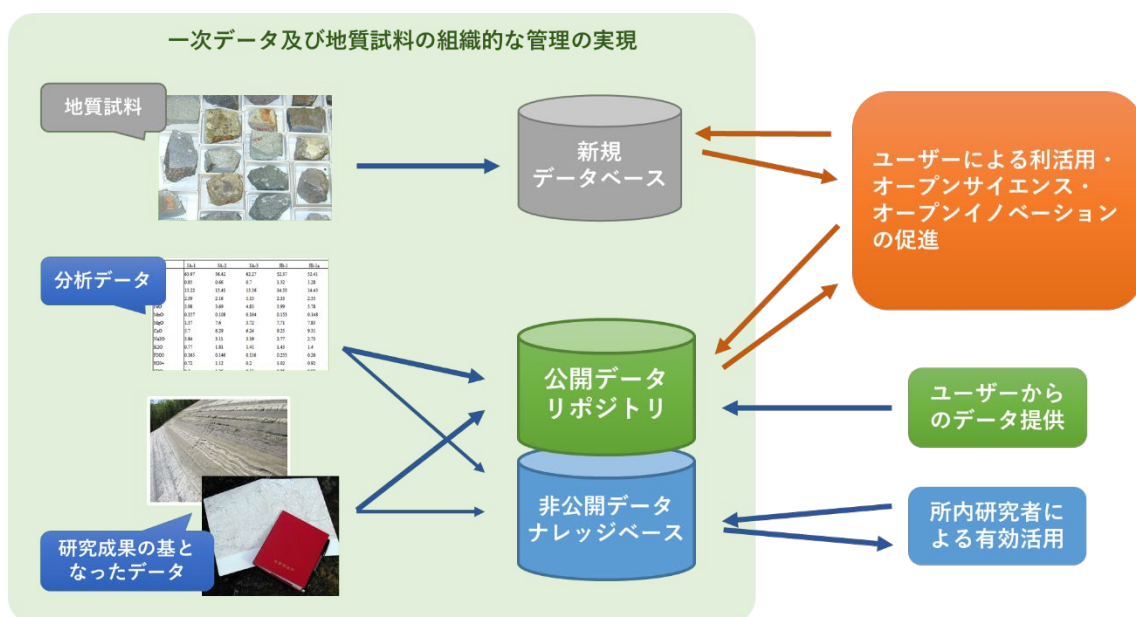 一次データ及び地質試料の組織的な管理の実現
地質試料
新規
データベース
ユーザーによる利活用・
オープンサイエンス・
オープンイノベーション
の促進
分析データ
公開データ
リポジトリ
ユーザーから
のデータ提供
非公開データ
ナレッジベース
所内研究者に
よる有効活用
研究成果の基と
なったデータ